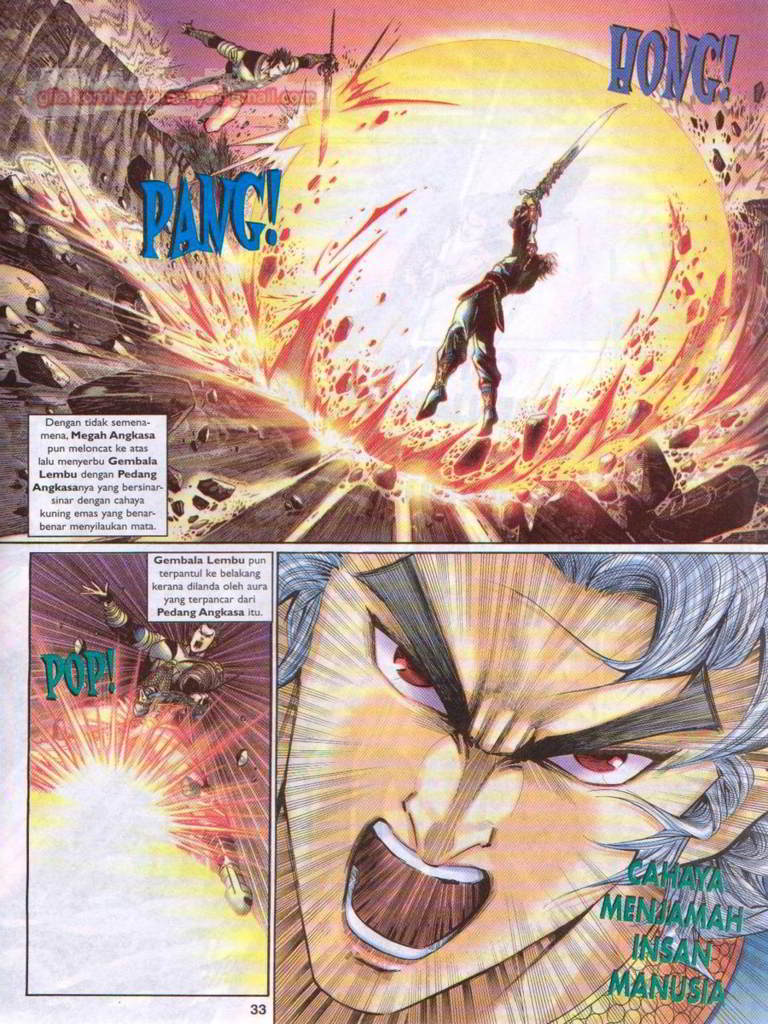 HONG!
PANG!
Dengan tidak semena-
mena, Megah Angkasa
pun meloncat ke atas
lalu menyerbu Gembala
Lembu dengan Pedang
Angkasanya yang bersinar-
sinar dengan cahaya
kuning emas yang benar-
benar menyilaukan mata.
Gembala Lembu pun
terpantul ke belakang
kerana dilanda oleh aura
yang terpancar dari
Pedang Angkasa itu.
POP!
CAHAYA
MENJAMAH
INSAN
MANUSIA
33